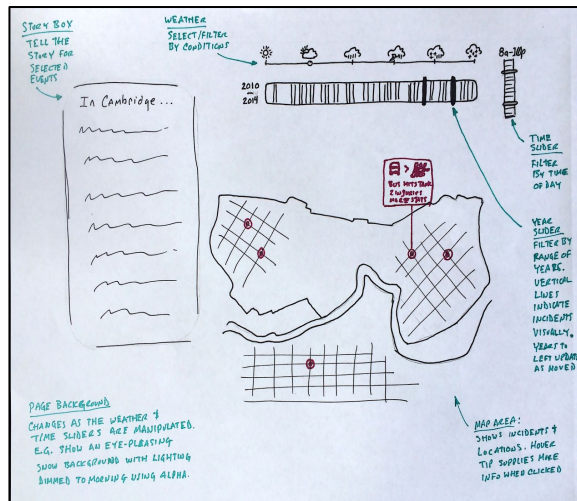 STORY BOX
TELL THE
STORY FOR
SELECTED
EVENTS
In Cambridge...
WEATHER
SELECT/FILTER
BY CONDITIONS
2010
2014
8a-
TIME
SLIDER
FILTER
BY TIME
OF DAY
BUS HITS
2 INJURIES
MORE STATS
YEAR
SLIDER
FILTER BY
RANGE OF
YEARS.
VERTICAL
LINES
INDICATE
INCIDENTS
VISUALLY.
YEARS TO
LEFT UPDATE
AS MOVED
PAGE BACKGROUND
CHANGES AS THE WEATHER &
TIME SLIDERS ARE MANIPULATED.
E.G. SHOW AN EYE-PLEASING
SNOW BACKGROUND WITH LIGHTING
DIMMED TO MORNING USING ALPHA.
MAP AREA:
SHOWS INCIDENTS &
LOCATIONS. HOVER
TIP SUPPLIES MORE
INFO WHEN CLICKED